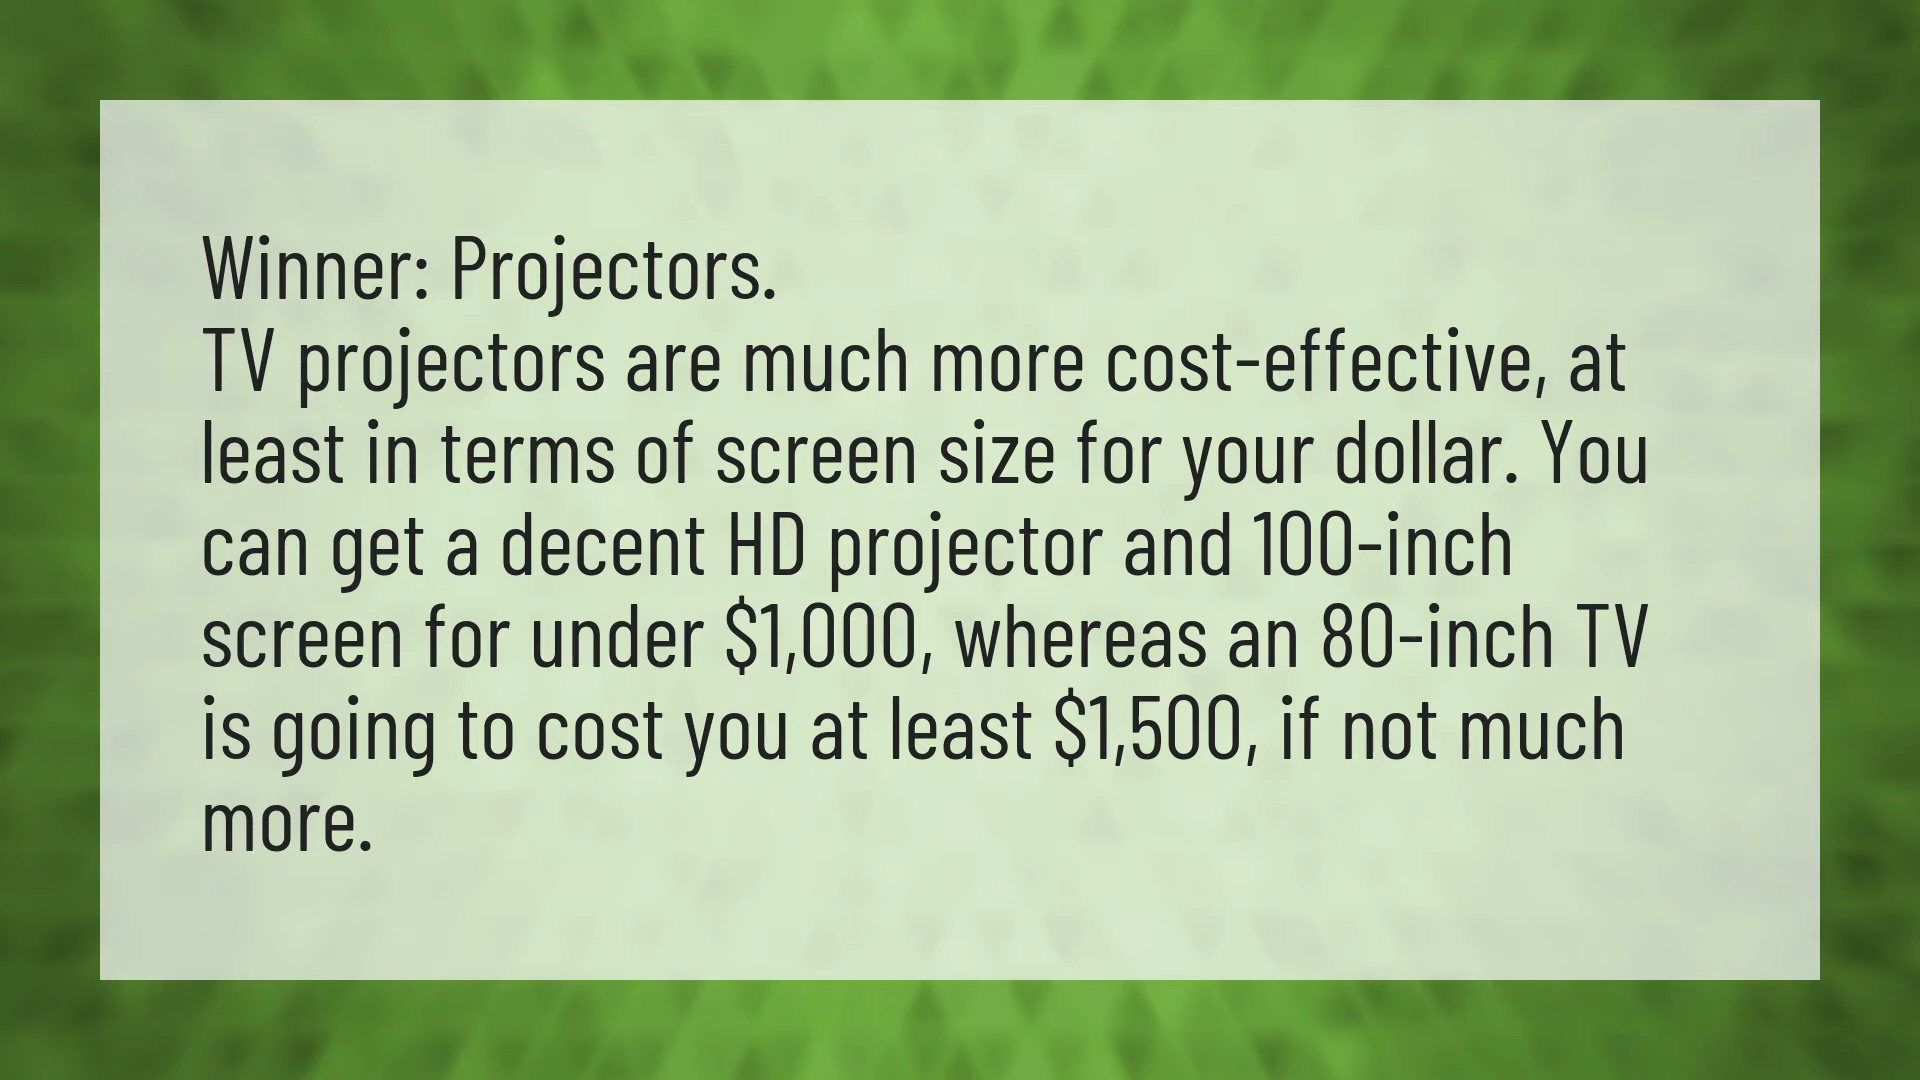 Winner: Projectors.
TV projectors are much more cost-effective, at
least in terms of screen size for your dollar. You
can get a decent HD projector and 100-inch
screen for under $1,000, whereas an 80-inch TV
is going to cost you at least $1,500, if not much
more.